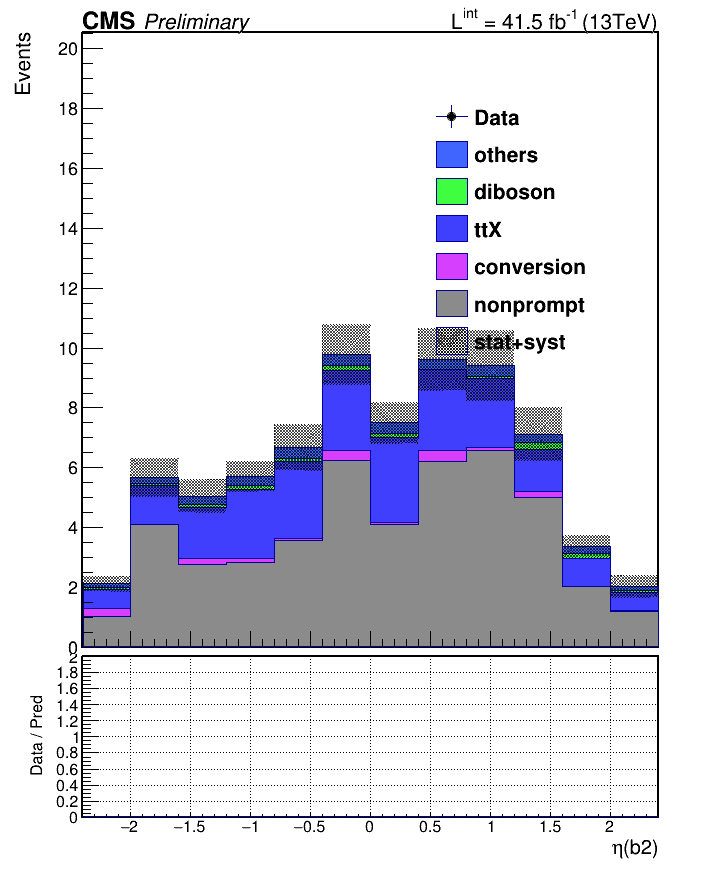 CMS Preliminary
L^int = 41.5 fb^-1 (13TeV)
Events
20
18
16
14
12
10
8
6
4
2
0
Data
others
diboson
ttX
conversion
nonprompt
stat+syst
Data / Pred
2
1.8
1.6
1.4
1.2
1
0.8
0.6
0.4
0.2
0
−2 −1.5 −1 −0.5 0 0.5 1 1.5 2
η(b2)